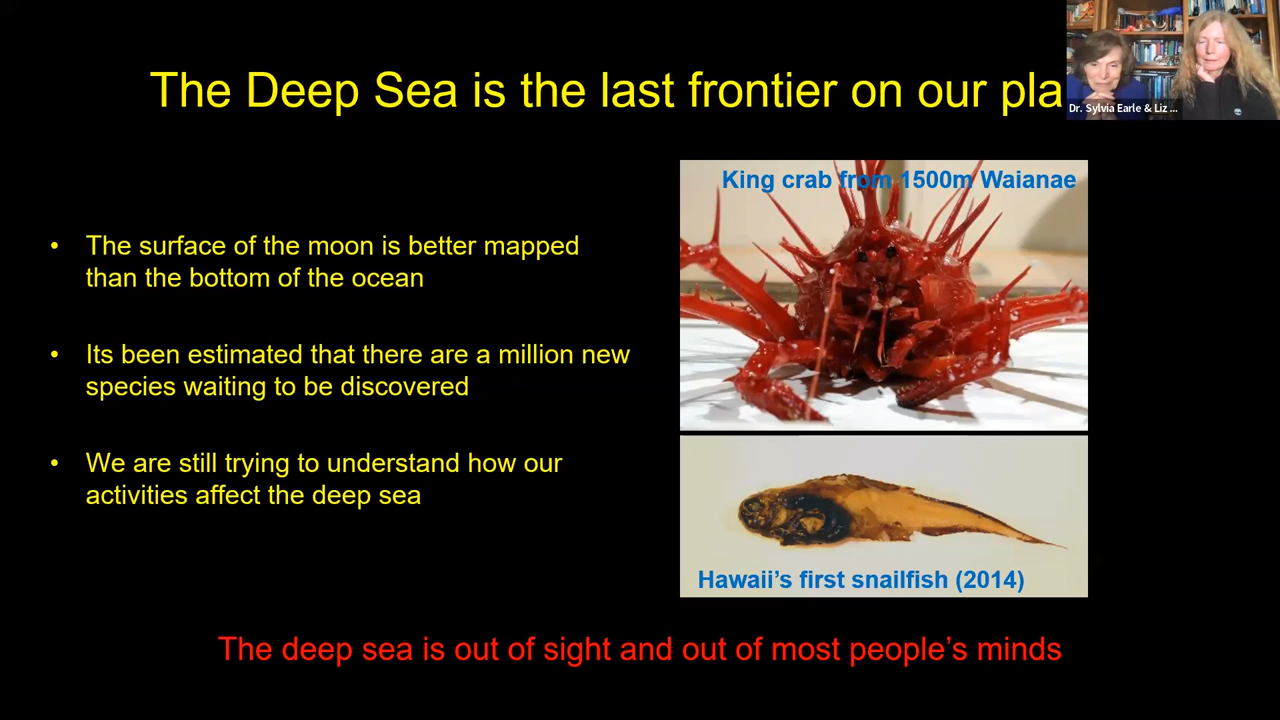 The Deep Sea is the last frontier on our pla
Dr. Sylvia Earle & Liz ...
• The surface of the moon is better mapped
than the bottom of the ocean
• Its been estimated that there are a million new
species waiting to be discovered
• We are still trying to understand how our
activities affect the deep sea
King crab from 1500m Waianae
Hawaii’s first snailfish (2014)
The deep sea is out of sight and out of most people’s minds